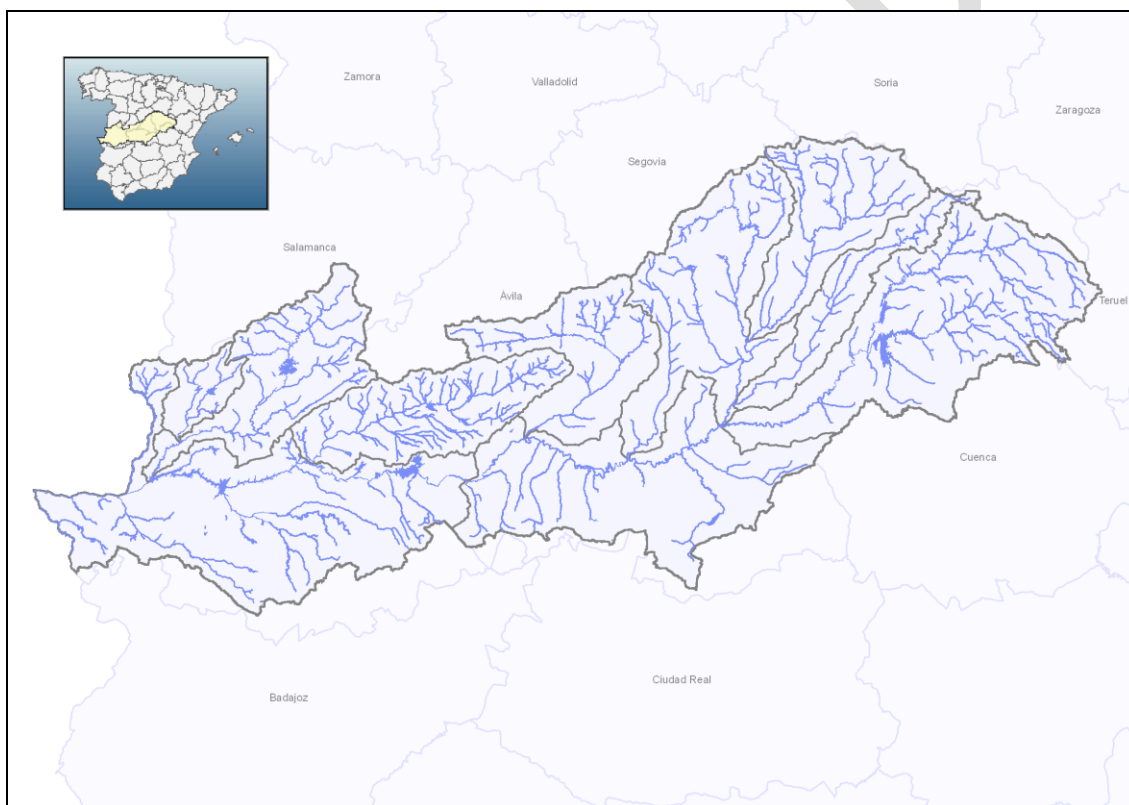 Zamora
Valladolid
Soria
Zaragoza
Segovia
Salamanca
Ávila
Teruel
Cuenca
Ciudad Real
Badajoz